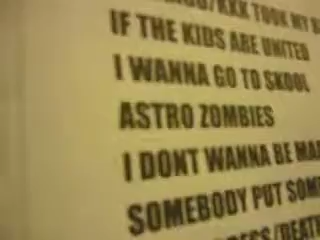 /KKK TOOK MY
IF THE KIDS ARE UNITED
I WANNA GO TO SKOOL
ASTRO ZOMBIES
I DONT WANNA BE
SOMEBODY PUT